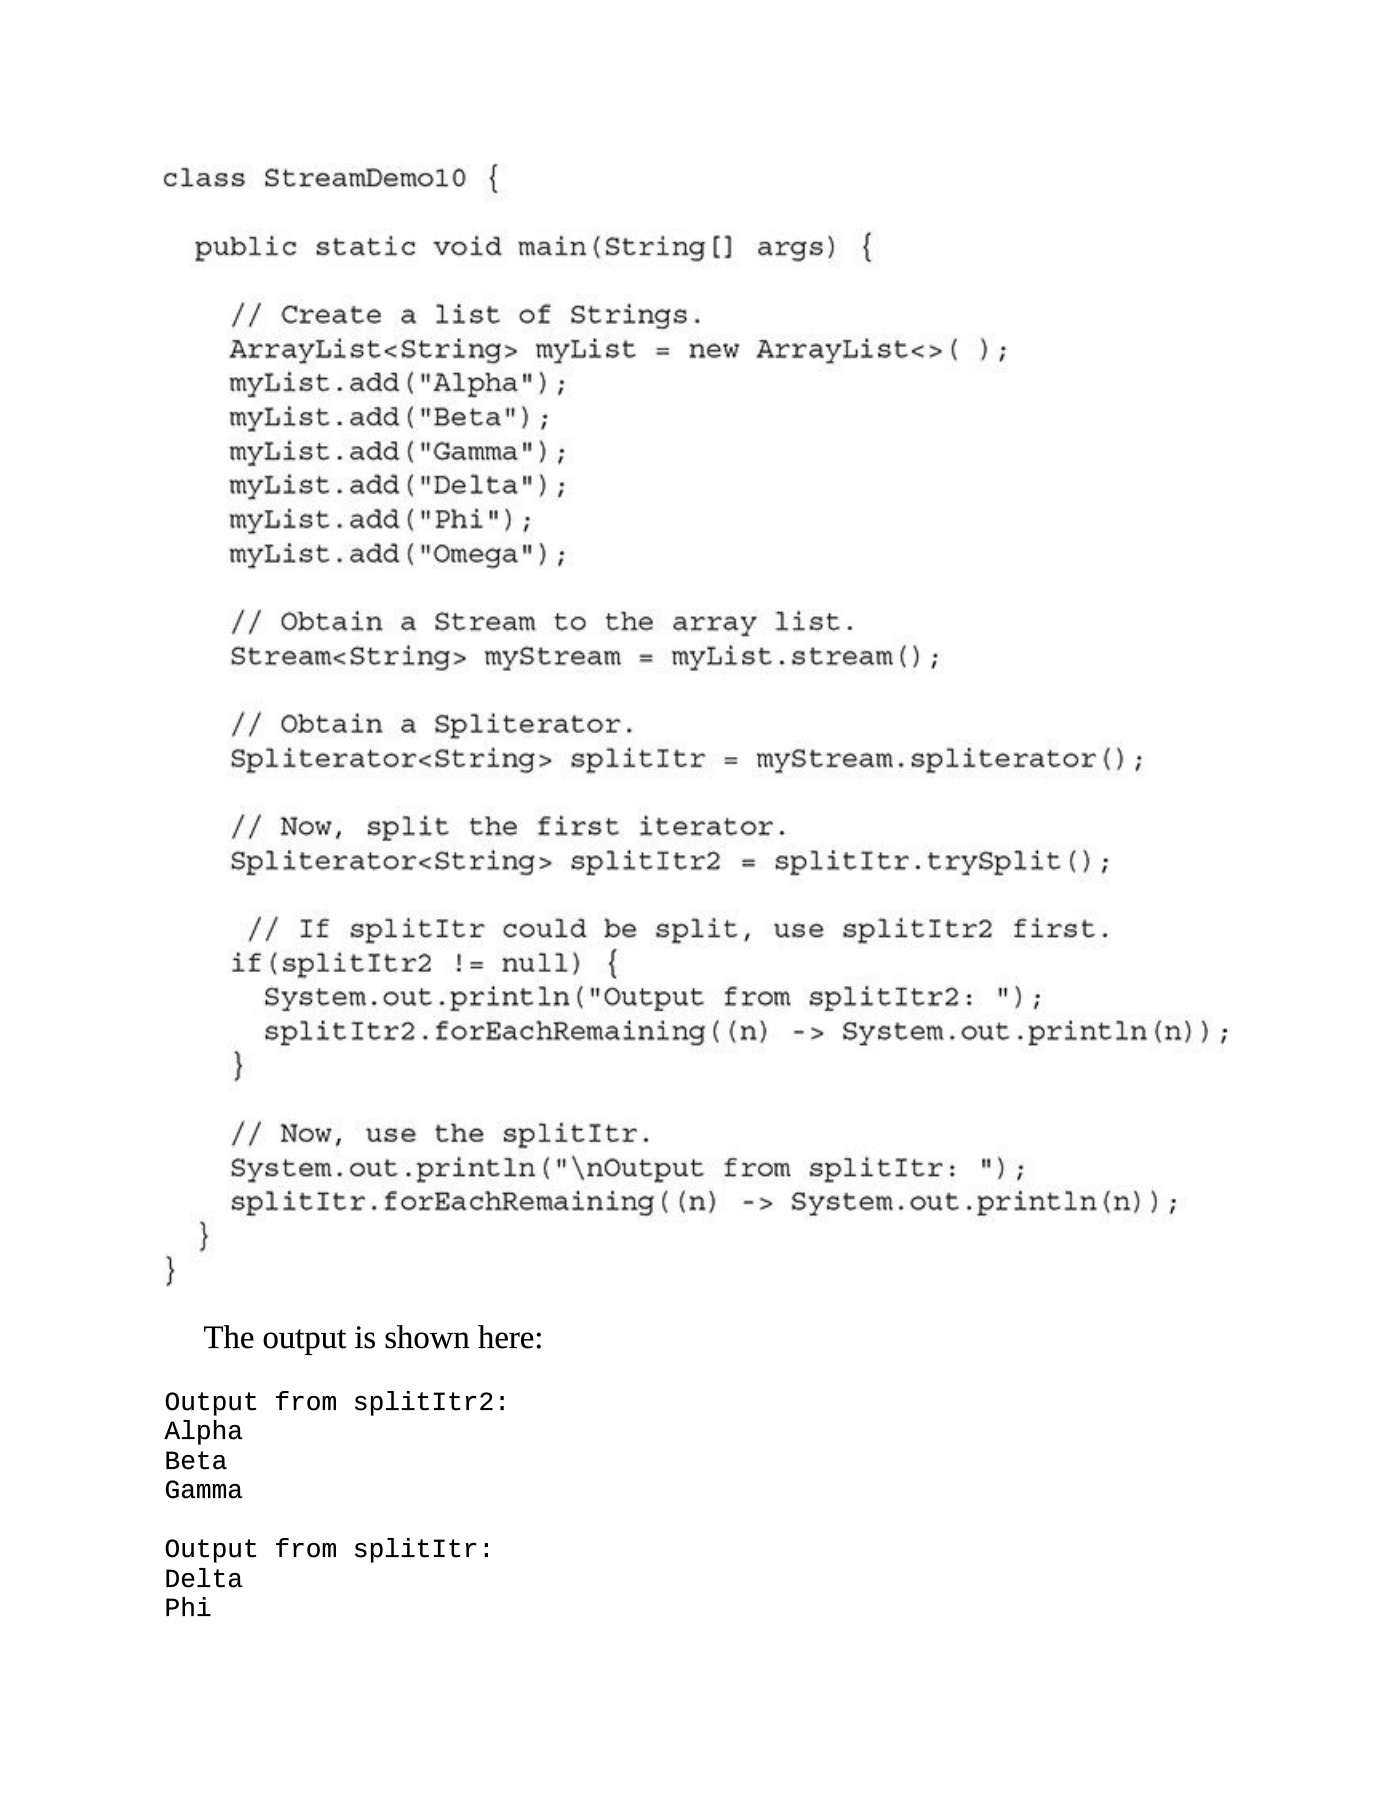 class StreamDemo10 {
public static void main(String[] args) {
// Create a list of Strings.
ArrayList<String> myList = new ArrayList<>( );
myList.add("Alpha");
myList.add("Beta");
myList.add("Gamma");
myList.add("Delta");
myList.add("Phi");
myList.add("Omega");
// Obtain a Stream to the array list.
Stream<String> myStream = myList.stream();
// Obtain a Spliterator.
Spliterator<String> splitItr = myStream.spliterator();
// Now, split the first iterator.
Spliterator<String> splitItr2 = splitItr.trySplit();
// If splitItr could be split, use splitItr2 first.
if(splitItr2 != null) {
System.out.println("Output from splitItr2: ");
splitItr2.forEachRemaining((n) -> System.out.println(n));
}
// Now, use the splitItr.
System.out.println("\nOutput from splitItr: ");
splitItr.forEachRemaining((n) -> System.out.println(n));
}
}
The output is shown here:
Output from splitItr2:
Alpha
Beta
Gamma
Output from splitItr:
Delta
Phi